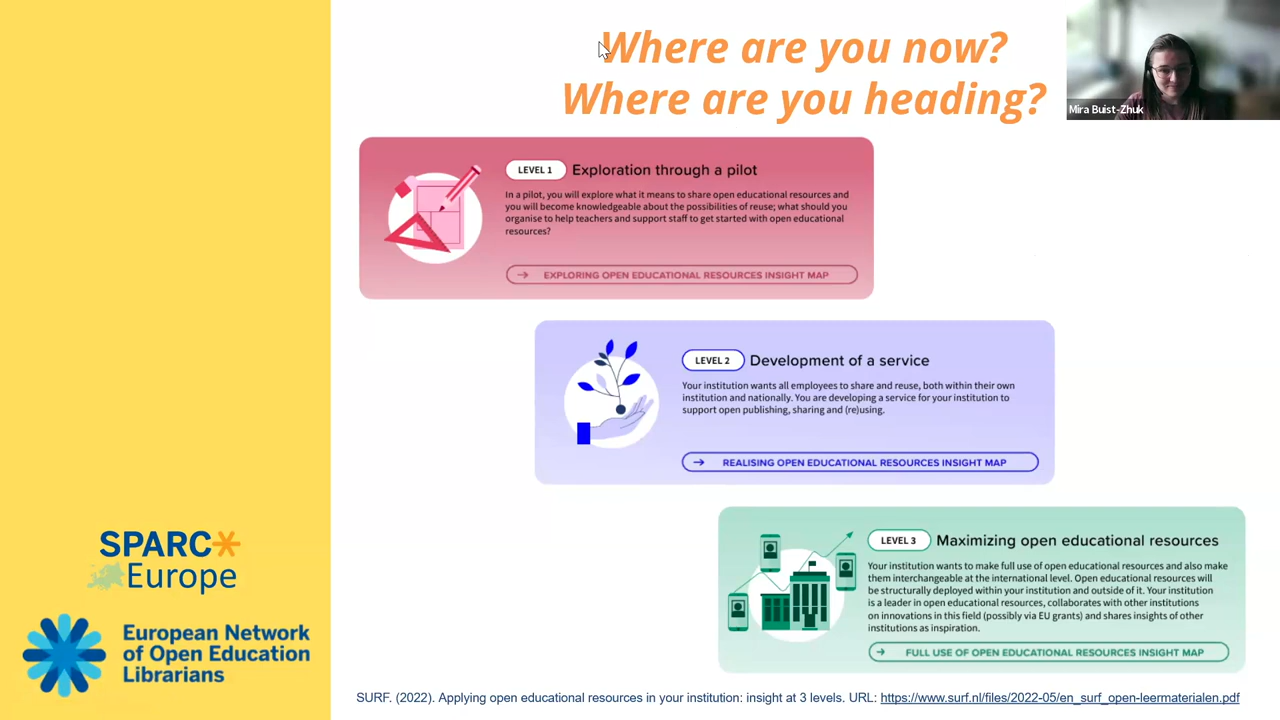 Where are you now?
Where are you heading?
Mira Buist-Zhuk
LEVEL 1 Exploration through a pilot
In a pilot, you will explore what it means to share open educational resources and
you will become knowledgeable about the possibilities of reuse; what should you
organise to help teachers and support staff to get started with open educational
resources?
EXPLORING OPEN EDUCATIONAL RESOURCES INSIGHT MAP
LEVEL 2 Development of a service
Your institution wants all employees to share and reuse, both within their own
institution and nationally. You are developing a service for your institution to
support open publishing, sharing and (re)using.
REALISING OPEN EDUCATIONAL RESOURCES INSIGHT MAP
LEVEL 3 Maximizing open educational resources
Your institution wants to make full use of open educational resources and also make
them interchangeable at the international level. Open educational resources will
be structurally deployed within your institution and outside of it. Your institution
is a leader in open educational resources, collaborates with other institutions
on innovations in this field (possibly via EU grants) and shares insights of other
institutions as inspiration.
FULL USE OF OPEN EDUCATIONAL RESOURCES INSIGHT MAP
SPARC
Europe
European Network
of Open Education
Librarians
SURF. (2022). Applying open educational resources in your institution: insight at 3 levels. URL: https://www.surf.nl/files/2022-05/en_surf_open-leermaterialen.pdf